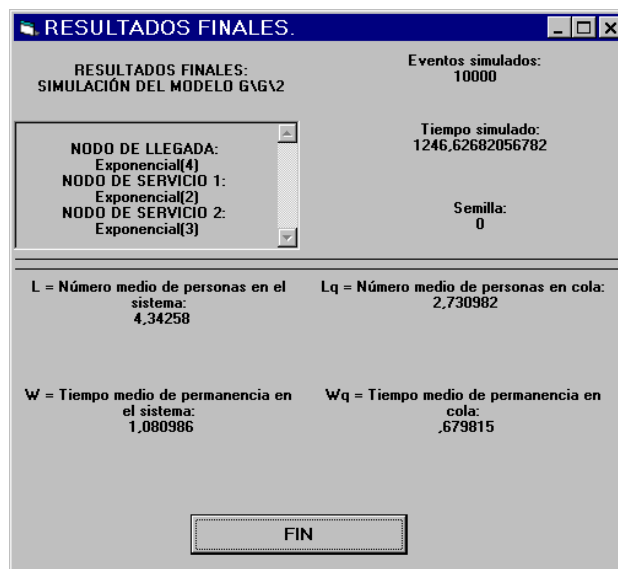 RESULTADOS FINALES.
RESULTADOS FINALES:
SIMULACIÓN DEL MODELO G\G\2
Eventos simulados:
10000
NODO DE LLEGADA:
Exponencial(4)
NODO DE SERVICIO 1:
Exponencial(2)
NODO DE SERVICIO 2:
Exponencial(3)
Tiempo simulado:
1246,62682056782
Semilla:
0
L = Número medio de personas en el
sistema:
4,34258
Lq = Número medio de personas en cola:
2,730982
W = Tiempo medio de permanencia en
el sistema:
1,080986
Wq = Tiempo medio de permanencia en
cola:
,679815
FIN